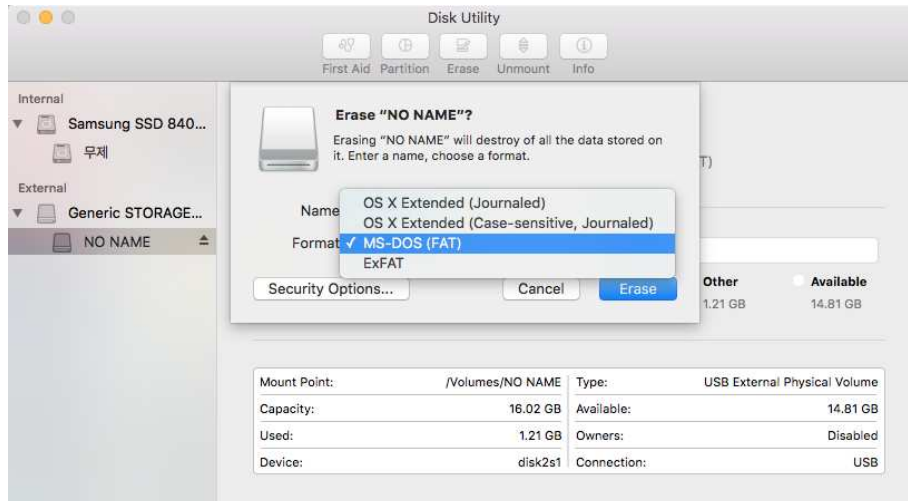 Disk Utility
First Aid Partition Erase Unmount Info
Internal
Samsung SSD 840...
무제
External
Generic STORAGE...
NO NAME
Erase “NO NAME”?
Erasing “NO NAME” will destroy of all the data stored on
it. Enter a name, choose a format.
T)
Name
Format
OS X Extended (Journaled)
OS X Extended (Case-sensitive, Journaled)
✓ MS-DOS (FAT)
ExFAT
Security Options... Cancel Erase
Other Available
1.21 GB 14.81 GB
Mount Point: /Volumes/NO NAME Type: USB External Physical Volume
Capacity: 16.02 GB Available: 14.81 GB
Used: 1.21 GB Owners: Disabled
Device: disk2s1 Connection: USB